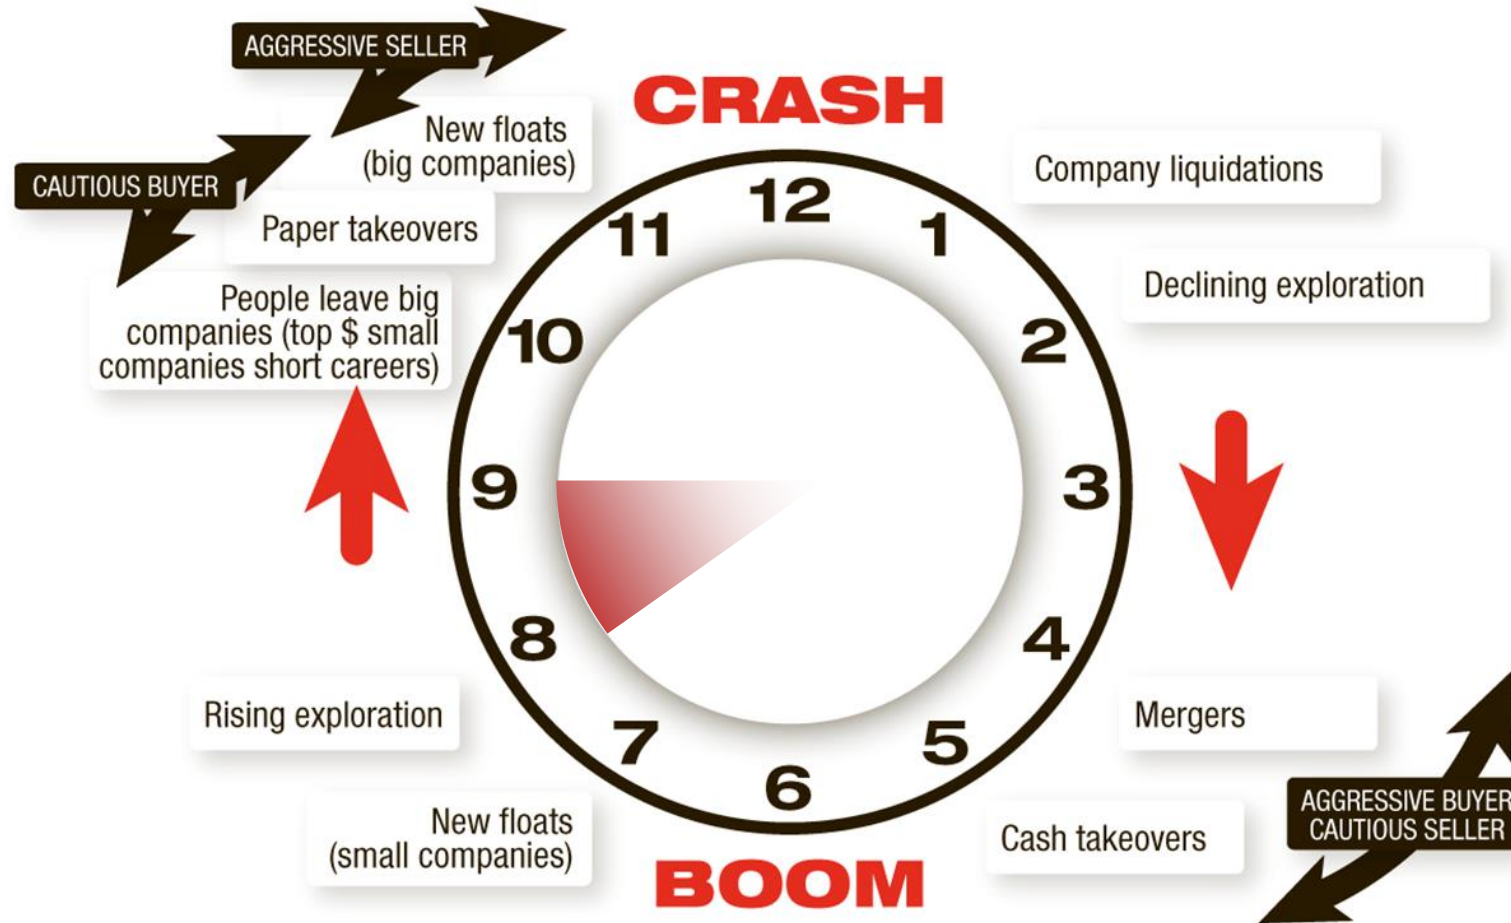 AGGRESSIVE SELLER
CRASH
New floats
(big companies)
Company liquidations
CAUTIOUS BUYER
Paper takeovers
12
11
1
People leave big
companies (top $ small
companies short careers)
Declining exploration
10
2
9
3
8
4
Rising exploration
Mergers
7
5
6
New floats
(small companies)
Cash takeovers
AGGRESSIVE BUYER
CAUTIOUS SELLER
BOOM